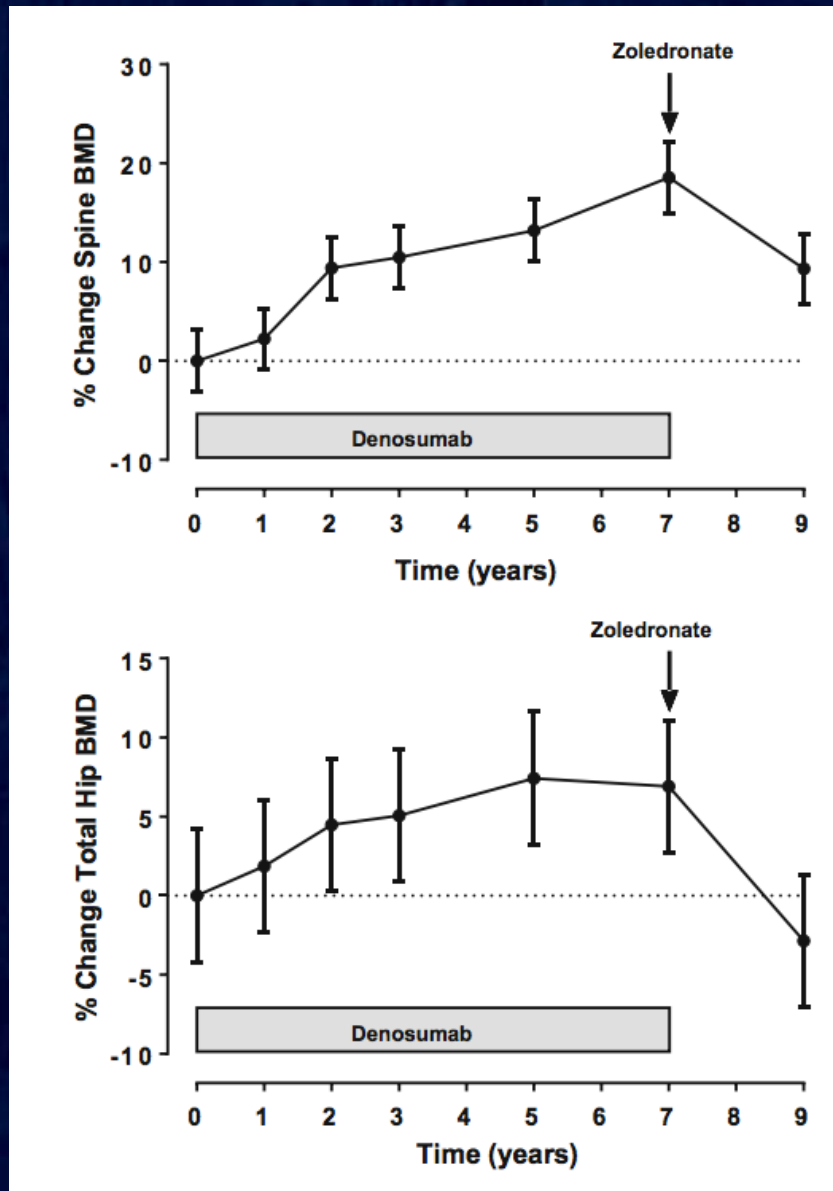 Zoledronate
30
20
10
0
-10
% Change Spine BMD
Denosumab
0 1 2 3 4 5 6 7 8 9
Time (years)
Zoledronate
15
10
5
0
-5
-10
% Change Total Hip BMD
Denosumab
0 1 2 3 4 5 6 7 8 9
Time (years)